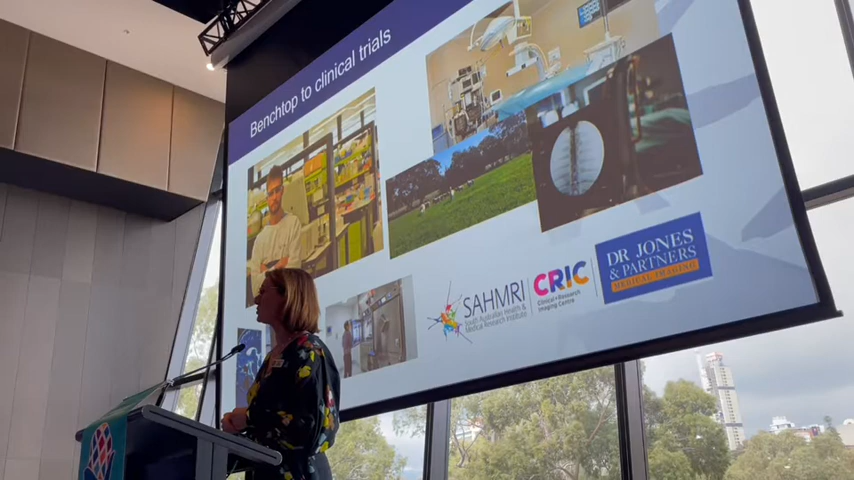 Benchtop to clinical trials
SAHMRI
South Australian Health &
Medical Research Institute
CRIC
Clinical + Research
Imaging Centre
DR JONES
& PARTNERS
MEDICAL IMAGING